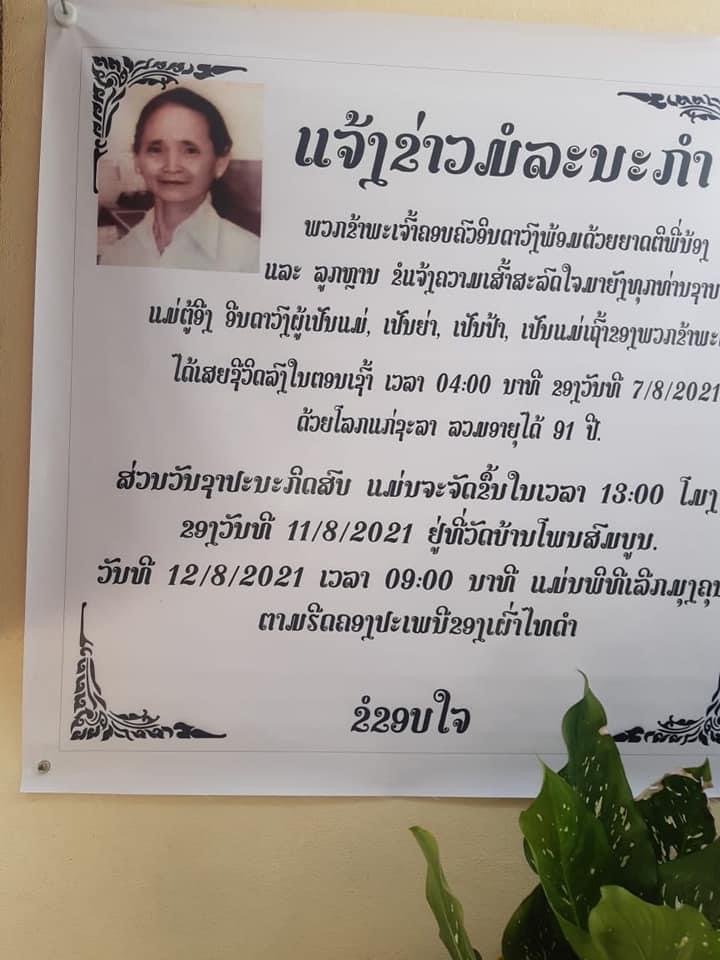 ແຈ້ງຂ່າວມໍລະນະກຳ
ພວກຂ້າພະເຈົ້າຄອບຄົວອິນດາວົງພ້ອມດ້ວຍຍາດຕິພີ່ນ້ອງ
ແລະ ລູກຫຼານ ຂໍແຈ້ງຄວາມເສົ້າສະລົດໃຈມາຍັງທຸກທ່ານຊາບ
ແມ່ຕູ້ອີງ ອິນດາວົງຜູ້ເປັນແມ່, ເປັນຍ່າ, ເປັນປ້າ, ເປັນແມ່ເຖົ້າຂອງພວກຂ້າພະ
ໄດ້ເສຍຊີວິດລົງໃນຕອນເຊົ້າ ເວລາ 04:00 ນາທີ ຂອງວັນທີ 7/8/2021
ດ້ວຍໂລກແກ່ຊະລາ ລວມອາຍຸໄດ້ 91 ປີ.
ສ່ວນວັນຊາປະນະກິດສົບ ແມ່ນຈະຈັດຂຶ້ນໃນເວລາ 13:00 ໂມງ
ຂອງວັນທີ 11/8/2021 ຢູ່ທີ່ວັດບ້ານໂພນສົມບູນ.
ວັນທີ 12/8/2021 ເວລາ 09:00 ນາທີ ແມ່ນພິທີເລີກມຸງຄຸນ
ຕາມຮີດຄອງປະເພນີຂອງເຜົ່າໄທດຳ
ຂໍຂອບໃຈ